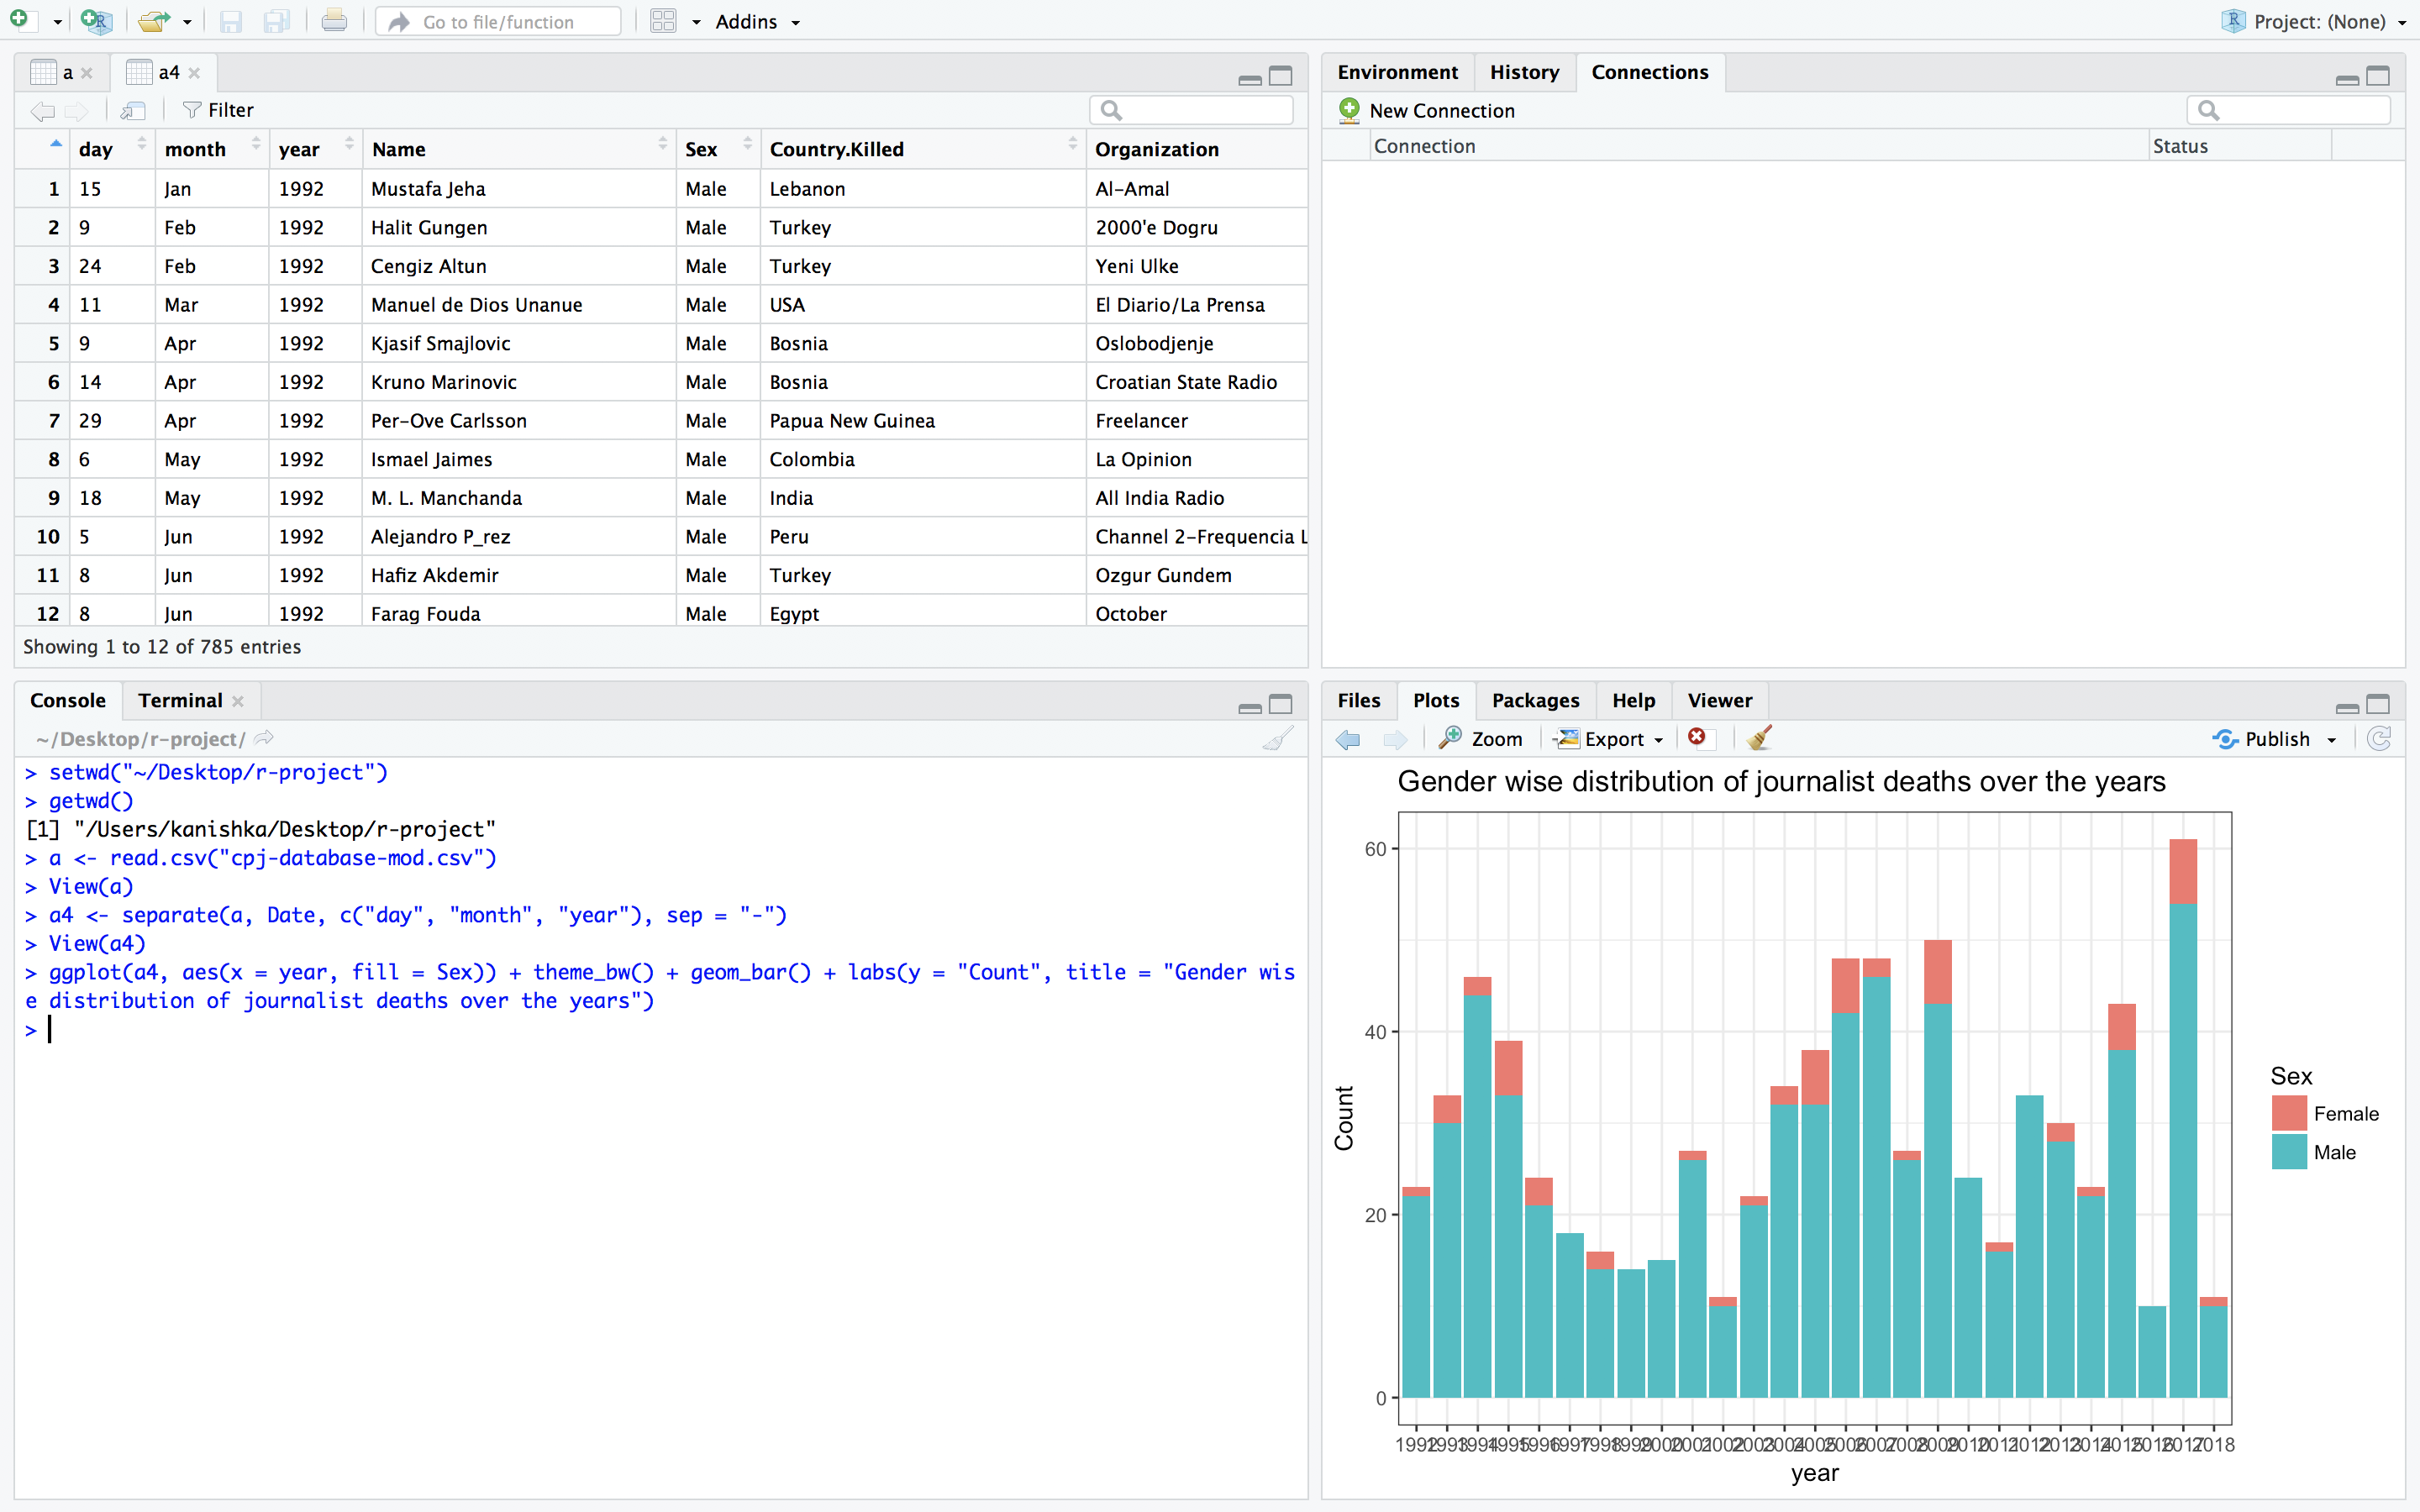 Go to file/function
Addins
Project: (None)
a
a4
Filter
day month year Name Sex Country.Killed Organization
1 15 Jan 1992 Mustafa Jeha Male Lebanon Al-Amal
2 9 Feb 1992 Halit Gungen Male Turkey 2000'e Dogru
3 24 Feb 1992 Cengiz Altun Male Turkey Yeni Ulke
4 11 Mar 1992 Manuel de Dios Unanue Male USA El Diario/La Prensa
5 9 Apr 1992 Kjasif Smajlovic Male Bosnia Oslobodjenje
6 14 Apr 1992 Kruno Marinovic Male Bosnia Croatian State Radio
7 29 Apr 1992 Per-Ove Carlsson Male Papua New Guinea Freelancer
8 6 May 1992 Ismael Jaimes Male Colombia La Opinion
9 18 May 1992 M. L. Manchanda Male India All India Radio
10 5 Jun 1992 Alejandro P_rez Male Peru Channel 2-Frequencia L
11 8 Jun 1992 Hafiz Akdemir Male Turkey Ozgur Gundem
12 8 Jun 1992 Farag Fouda Male Egypt October
Showing 1 to 12 of 785 entries
Environment History Connections
New Connection
Connection Status
Console Terminal
~/Desktop/r-project/
> setwd("~/Desktop/r-project")
> getwd()
[1] "/Users/kanishka/Desktop/r-project"
> a <- read.csv("cpj-database-mod.csv")
> View(a)
> a4 <- separate(a, Date, c("day", "month", "year"), sep = "-")
> View(a4)
> ggplot(a4, aes(x = year, fill = Sex)) + theme_bw() + geom_bar() + labs(y = "Count", title = "Gender wis
e distribution of journalist deaths over the years")
>
Files Plots Packages Help Viewer
Zoom Export Publish
Gender wise distribution of journalist deaths over the years
60
40
20
0
Count
1992 1993 1994 1995 1996 1997 1998 1999 2000 2001 2002 2003 2004 2005 2006 2007 2008 2009 2010 2011 2012 2013 2014 2015 2016 2017 2018
year
Sex
Female
Male